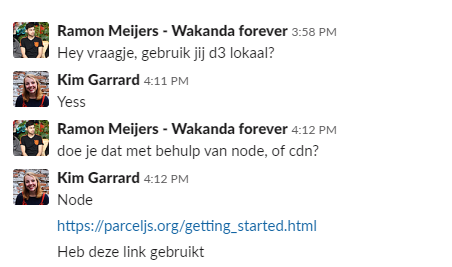 Ramon Meijers - Wakanda forever 3:58 PM
Hey vraagje, gebruik jij d3 lokaal?
Kim Garrard 4:11 PM
Yess
Ramon Meijers - Wakanda forever 4:12 PM
doe je dat met behulp van node, of cdn?
Kim Garrard 4:12 PM
Node
https://parceljs.org/getting_started.html
Heb deze link gebruikt